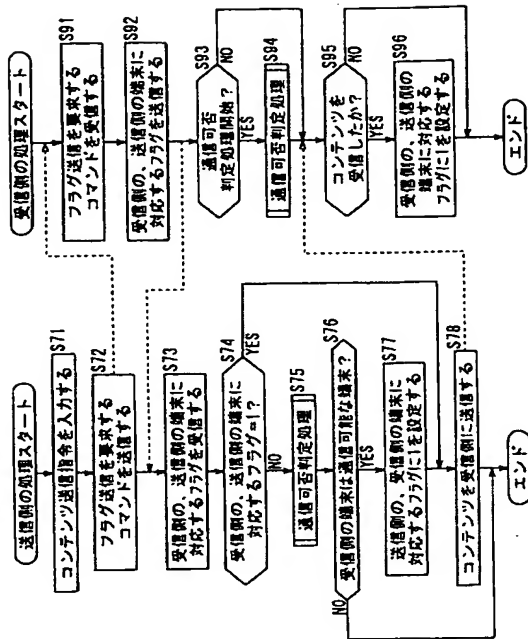 送信側の処理スタート
S71
コンテンツ送信指令を入力する
S72
フラグ送信を要求する
コマンドを送信する
S73
受信側の、送信側の端末に
対応するフラグを受信する
S74
受信側の、送信側の端末に
対応するフラグ=1?
YES
NO
S75
通信可否判定処理
S76
受信側の端末は通信可能な端末?
NO
YES
S77
送信側の、受信側の端末に
対応するフラグに1を設定する
S78
コンテンツを受信側に送信する
エンド
受信側の処理スタート
S91
フラグ送信を要求する
コマンドを受信する
S92
受信側の、送信側の端末に
対応するフラグを送信する
S93
通信可否
判定処理開始?
NO
YES
S94
通信可否判定処理
S95
コンテンツを
受信したか?
NO
YES
S96
受信側の、送信側の
端末に対応する
フラグに1を設定する
エンド